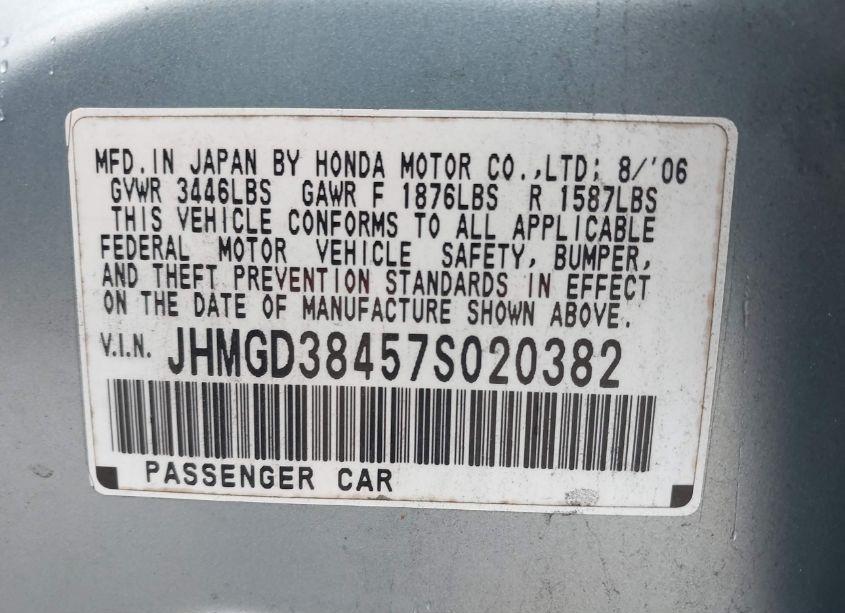 MFD. IN JAPAN BY HONDA MOTOR CO.,LTD: 8/'06
GVWR 3446LBS GAWR F 1876LBS R 1587LBS
THIS VEHICLE CONFORMS TO ALL APPLICABLE
FEDERAL MOTOR VEHICLE SAFETY, BUMPER,
AND THEFT PREVENTION STANDARDS IN EFFECT
ON THE DATE OF MANUFACTURE SHOWN ABOVE.
V.I.N. JHMGD38457S020382
PASSENGER CAR